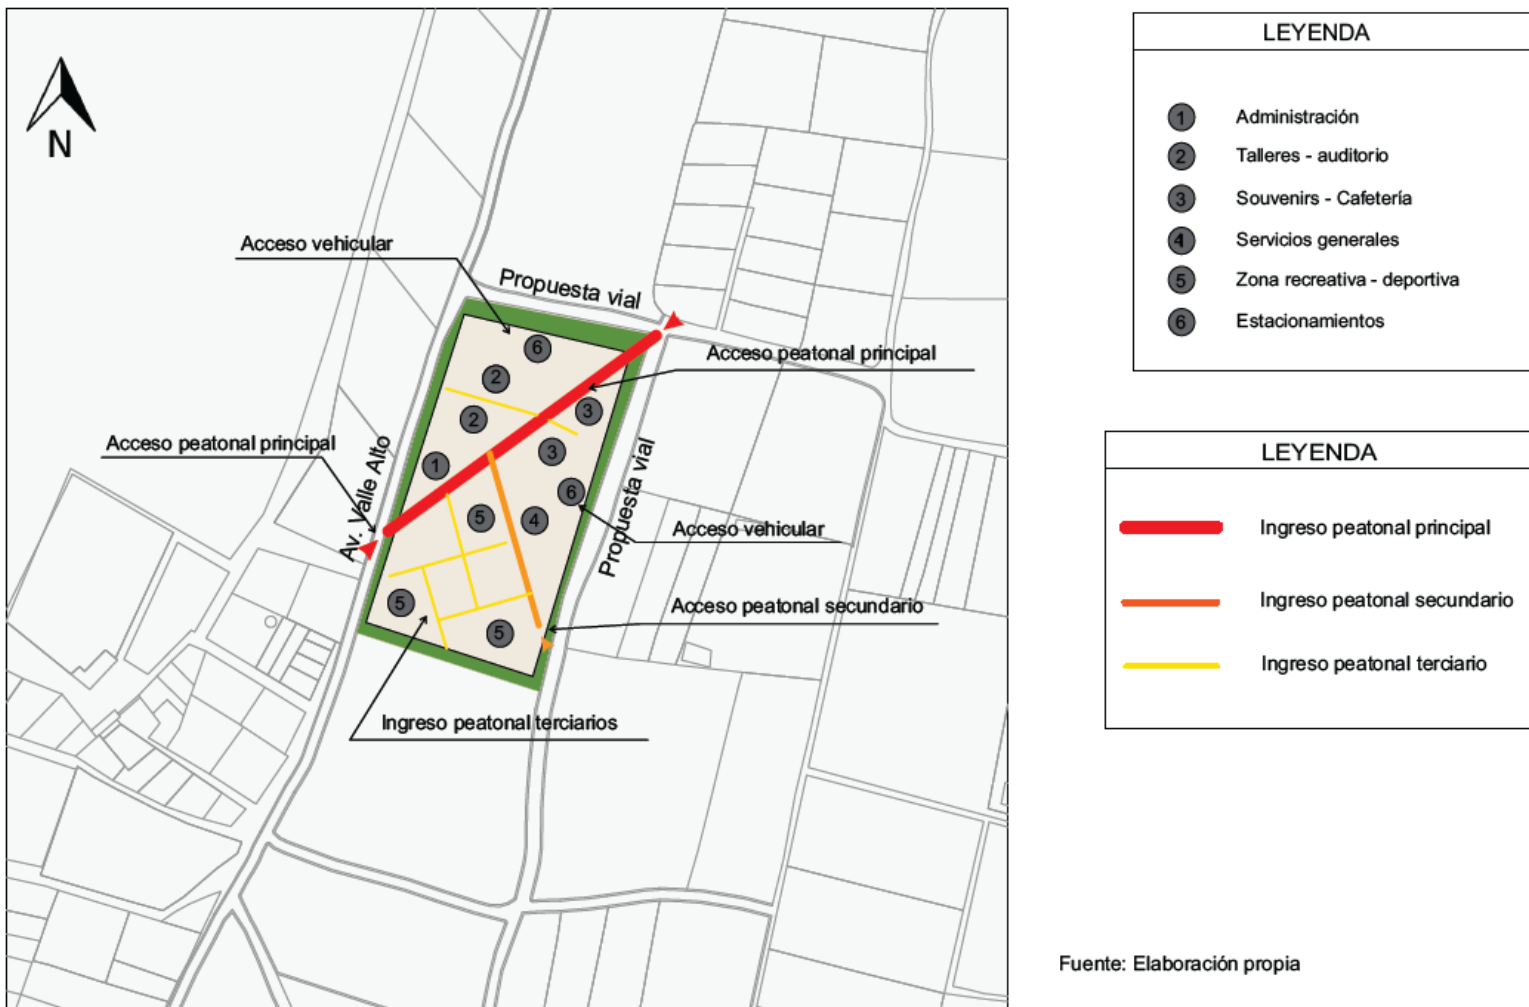 N
Acceso vehicular
Propuesta vial
Acceso peatonal principal
Acceso peatonal principal
Av. Valle Alto
Propuesta vial
Acceso vehicular
Acceso peatonal secundario
Ingreso peatonal terciarios
6
2
2
3
3
1
6
5
4
5
5
LEYENDA
1 Administración
2 Talleres - auditorio
3 Souvenirs - Cafetería
4 Servicios generales
5 Zona recreativa - deportiva
6 Estacionamientos
LEYENDA
Ingreso peatonal principal
Ingreso peatonal secundario
Ingreso peatonal terciario
Fuente: Elaboración propia